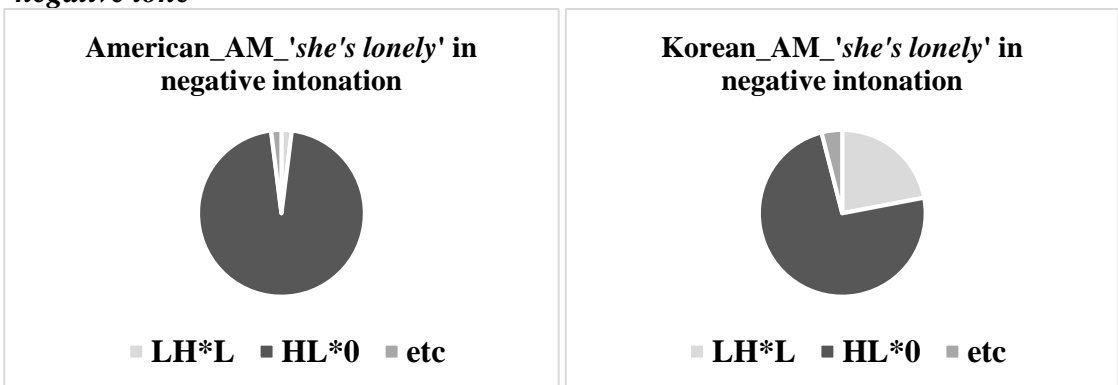 negative tone
American_AM_'she's lonely' in
negative intonation
LH*L HL*0 etc
Korean_AM_'she's lonely' in
negative intonation
LH*L HL*0 etc